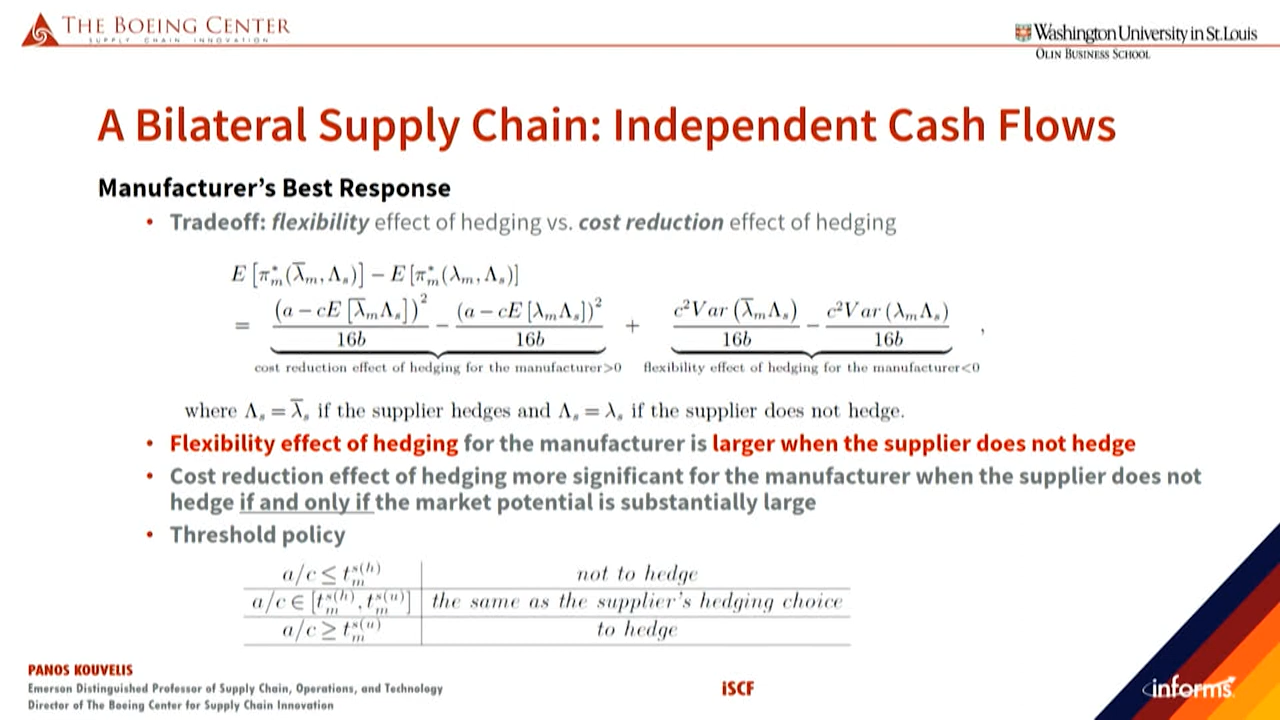 THE BOEING CENTER
SUPPLY CHAIN INNOVATION
Washington University in St. Louis
OLIN BUSINESS SCHOOL
A Bilateral Supply Chain: Independent Cash Flows
Manufacturer's Best Response
• Tradeoff: flexibility effect of hedging vs. cost reduction effect of hedging
E [π*ₘ(λ̅ₘ, Λₛ)] − E [π*ₘ(λₘ, Λₛ)]
= (a − cE [λ̅ₘΛₛ])² / 16b − (a − cE [λₘΛₛ])² / 16b + c²Var (λ̅ₘΛₛ) / 16b − c²Var (λₘΛₛ) / 16b ,
cost reduction effect of hedging for the manufacturer>0 flexibility effect of hedging for the manufacturer<0
where Λₛ = λ̅ₛ if the supplier hedges and Λₛ = λₛ if the supplier does not hedge.
• Flexibility effect of hedging for the manufacturer is larger when the supplier does not hedge
• Cost reduction effect of hedging more significant for the manufacturer when the supplier does not
hedge if and only if the market potential is substantially large
• Threshold policy
a/c ≤ tₘˢ⁽ʰ⁾ not to hedge
a/c ∈ [tₘˢ⁽ʰ⁾, tₘˢ⁽ᵘ⁾] the same as the supplier's hedging choice
a/c ≥ tₘˢ⁽ᵘ⁾ to hedge
PANOS KOUVELIS
Emerson Distinguished Professor of Supply Chain, Operations, and Technology
Director of The Boeing Center for Supply Chain Innovation
iSCF
informs